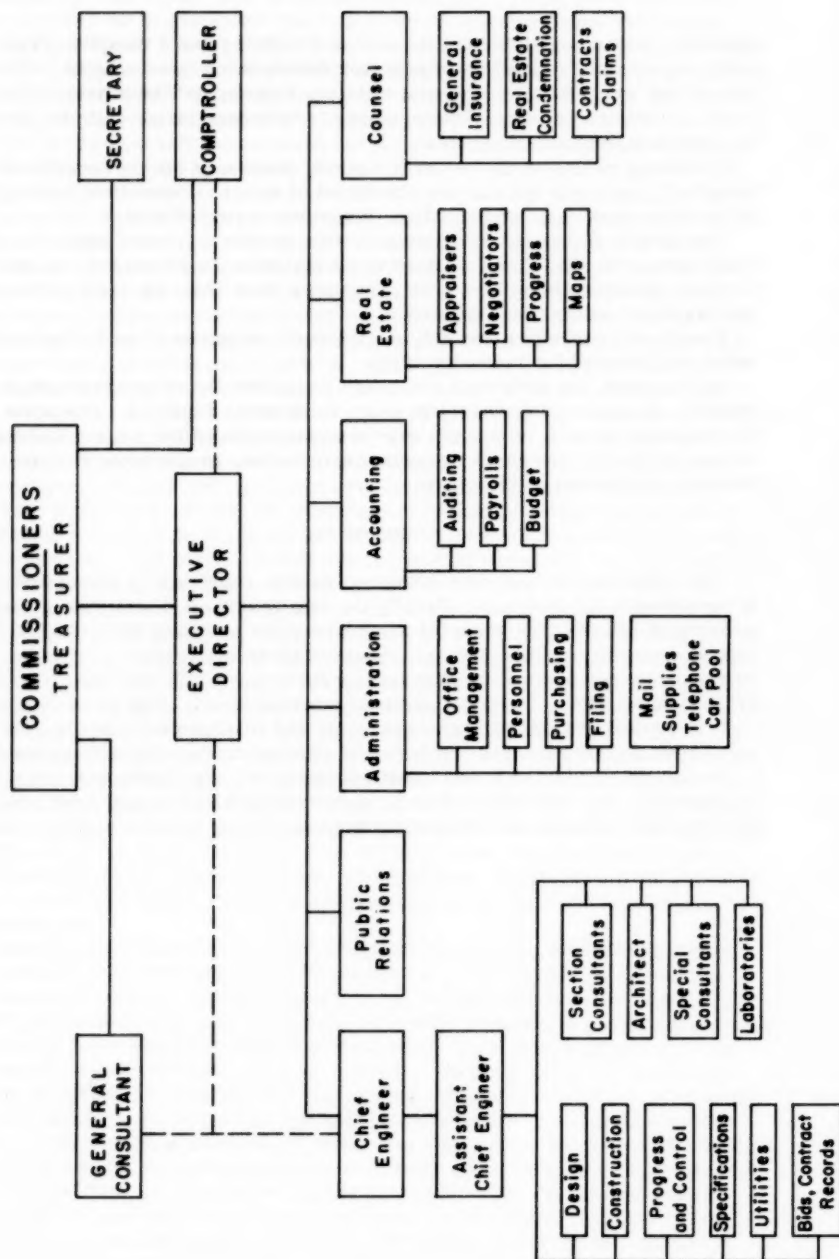 580-14
COMMISSIONERS
TREASURER
GENERAL
CONSULTANT
SECRETARY
COMPTROLLER
EXECUTIVE
DIRECTOR
Chief
Engineer
Public
Relations
Administration
Accounting
Real
Estate
Counsel
Assistant
Chief Engineer
Design
Construction
Progress
and Control
Specifications
Utilities
Bids, Contract
Records
Section
Consultants
Architect
Special
Consultants
Laboratories
Office
Management
Personnel
Purchasing
Filing
Mail
Supplies
Telephone
Car Pool
Auditing
Payrolls
Budget
Appraisers
Negotiators
Progress
Maps
General
Insurance
Real Estate
Condemnation
Contracts
Claims